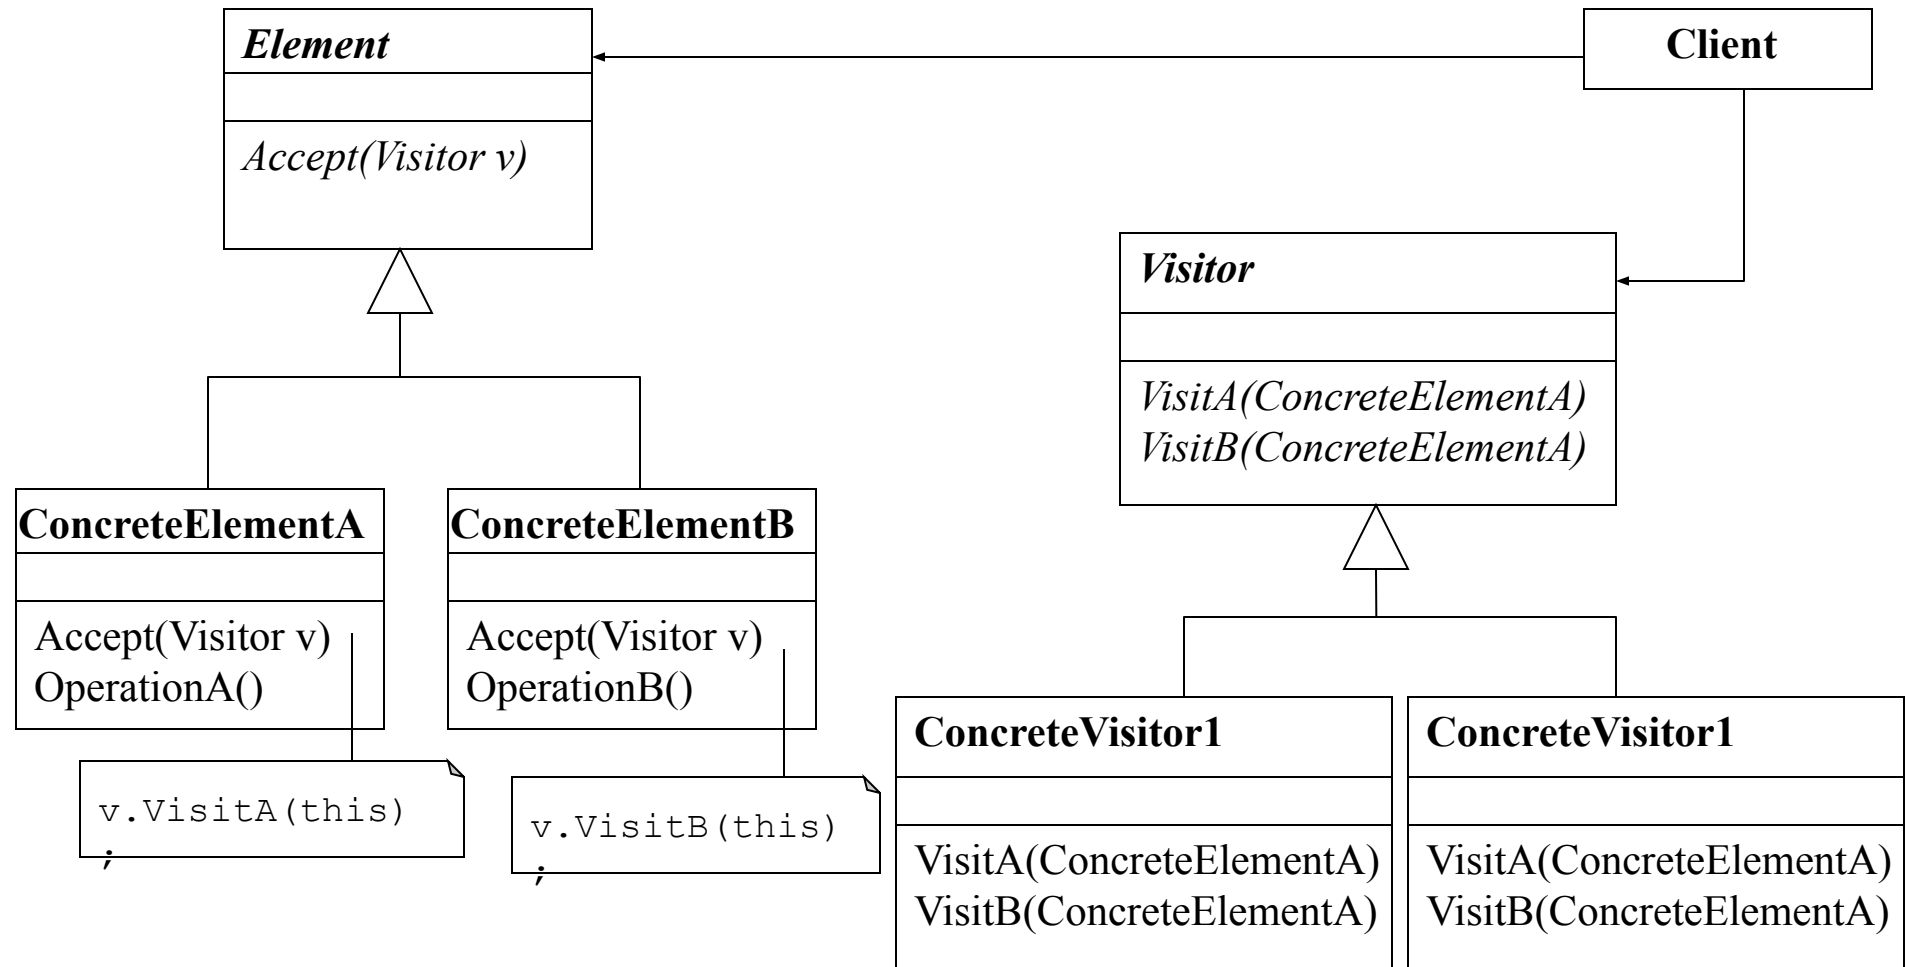 Element
Accept(Visitor v)
Client
Visitor
VisitA(ConcreteElementA)
VisitB(ConcreteElementA)
ConcreteElementA
Accept(Visitor v)
OperationA()
v.VisitA(this)
;
ConcreteElementB
Accept(Visitor v)
OperationB()
v.VisitB(this)
;
ConcreteVisitor1
VisitA(ConcreteElementA)
VisitB(ConcreteElementA)
ConcreteVisitor1
VisitA(ConcreteElementA)
VisitB(ConcreteElementA)